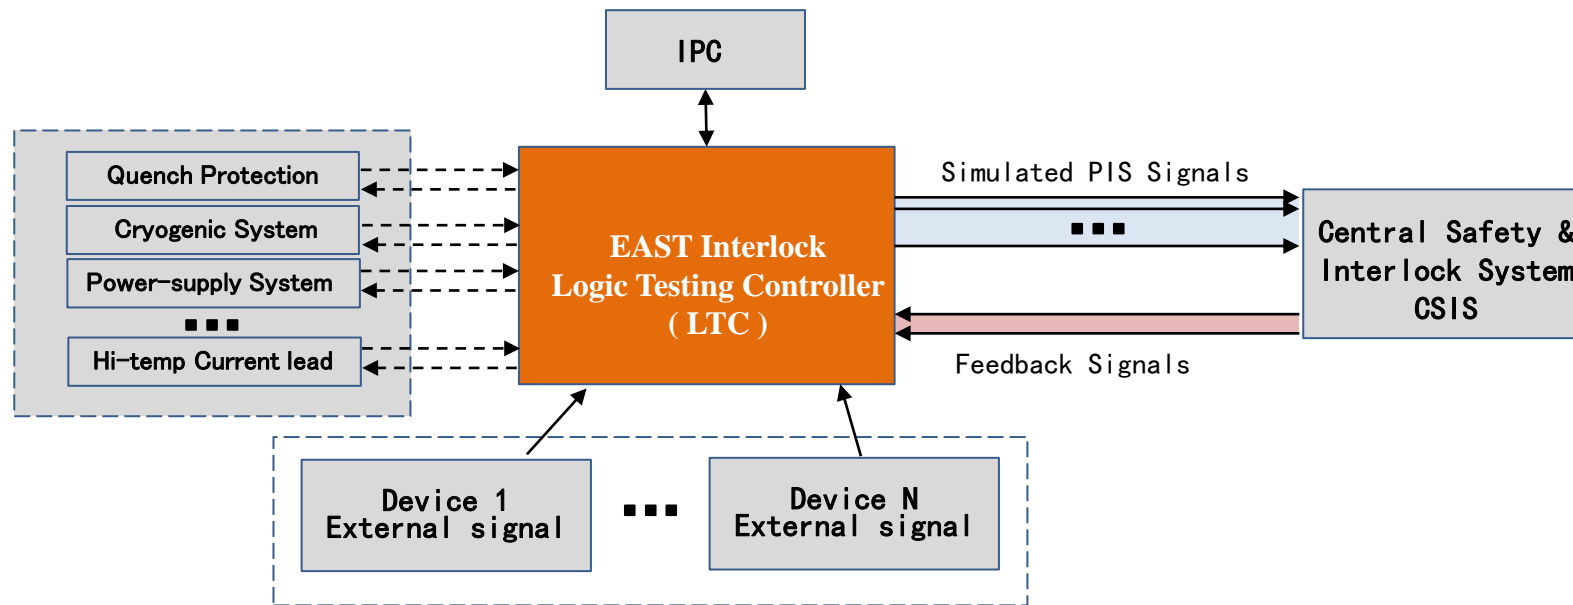 IPC
Quench Protection
Cryogenic System
Power-supply System
Hi-temp Current lead
EAST Interlock
Logic Testing Controller
( LTC )
Simulated PIS Signals
Feedback Signals
Central Safety &
Interlock System
CSIS
Device 1
External signal
Device N
External signal